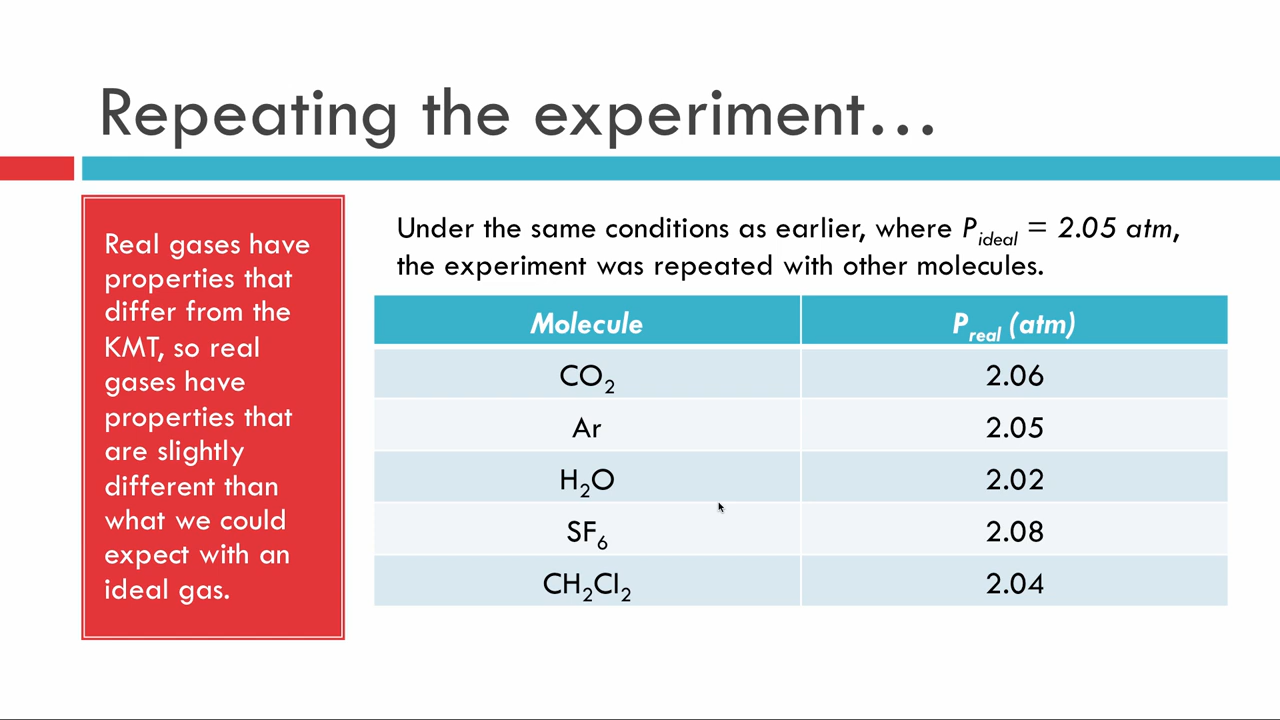 Repeating the experiment…
Real gases have
properties that
differ from the
KMT, so real
gases have
properties that
are slightly
different than
what we could
expect with an
ideal gas.
Under the same conditions as earlier, where P_ideal = 2.05 atm,
the experiment was repeated with other molecules.
Molecule P_real (atm)
CO₂ 2.06
Ar 2.05
H₂O 2.02
SF₆ 2.08
CH₂Cl₂ 2.04